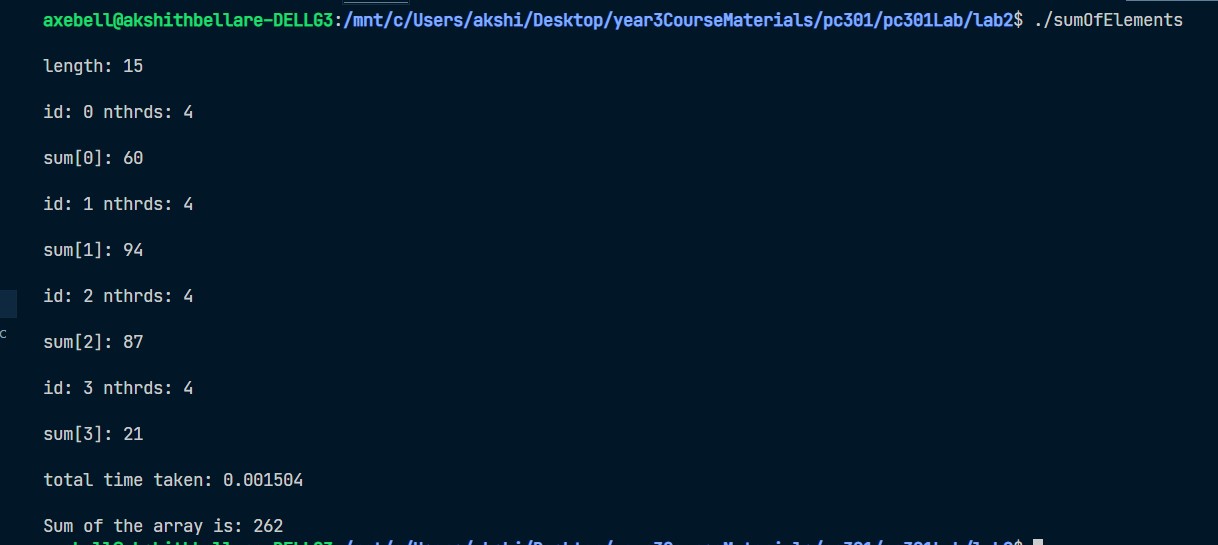 axebell@akshithbellare-DELLG3:/mnt/c/Users/akshi/Desktop/year3CourseMaterials/pc301/pc301Lab/lab2$ ./sumOfElements
length: 15
id: 0 nthrds: 4
sum[0]: 60
id: 1 nthrds: 4
sum[1]: 94
id: 2 nthrds: 4
C
sum[2]: 87
id: 3 nthrds: 4
sum[3]: 21
total time taken: 0.001504
Sum of the array is: 262